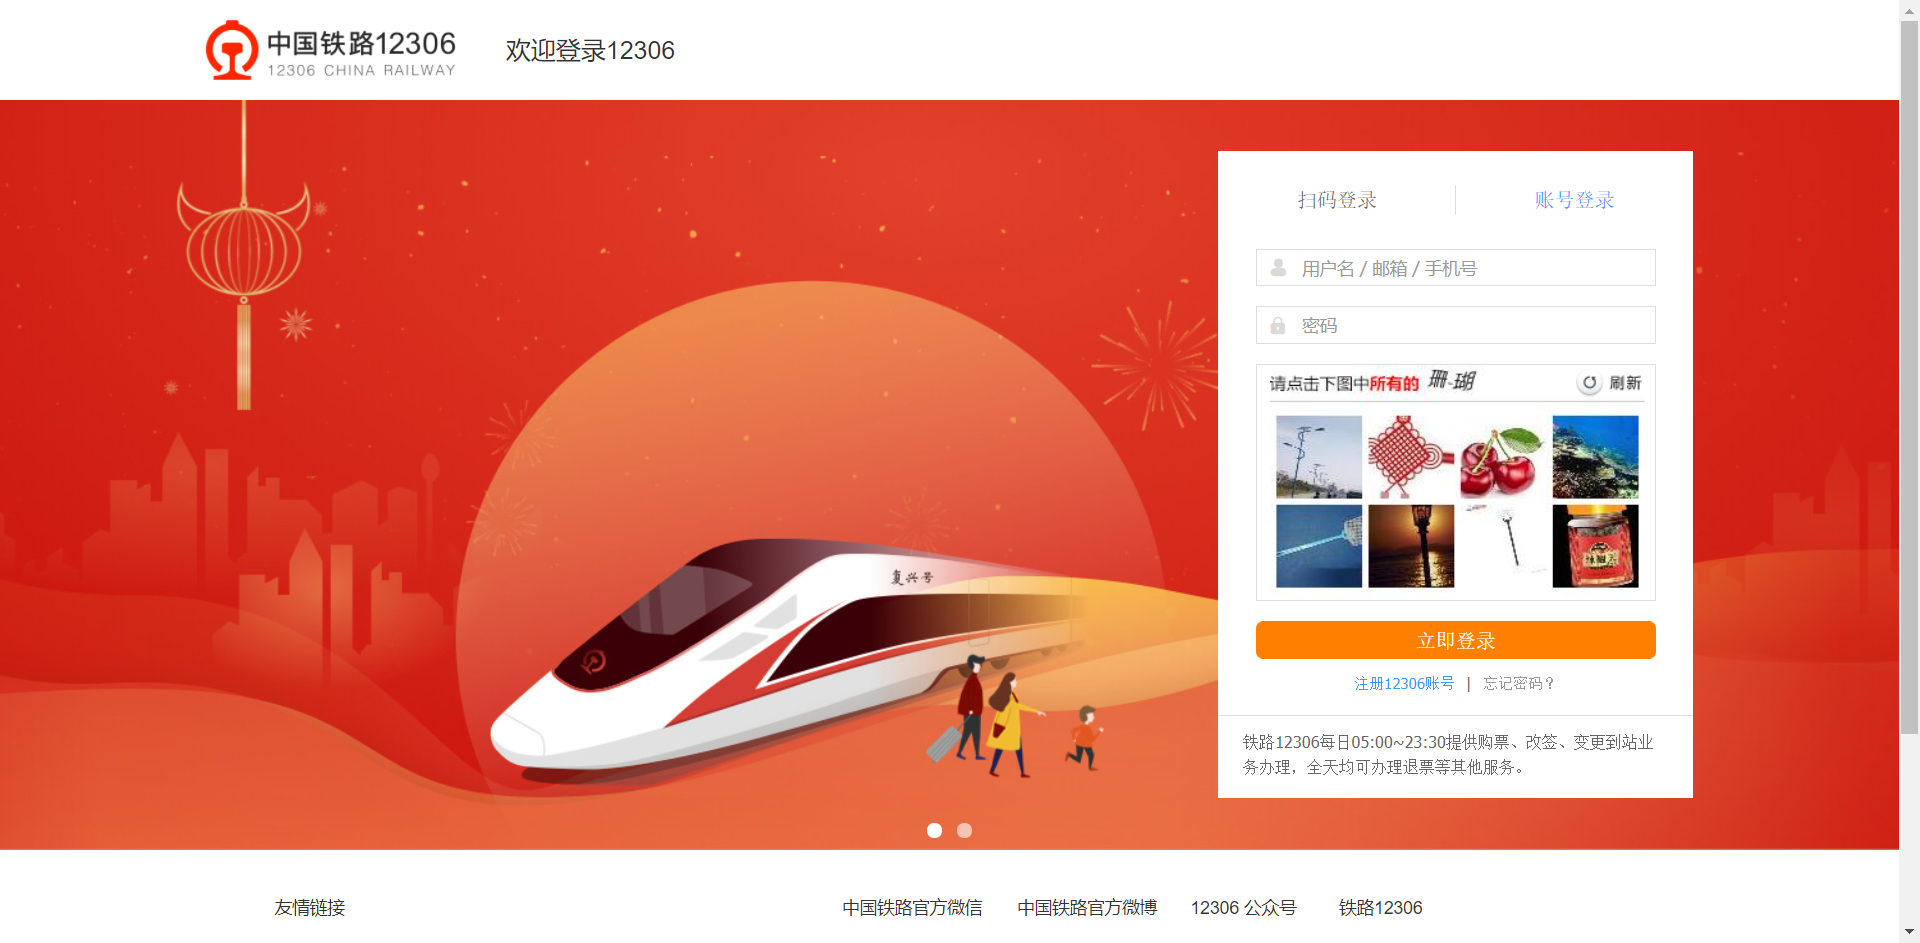 中国铁路12306
12306 CHINA RAILWAY
欢迎登录12306
复兴号
扫码登录
账号登录
用户名 / 邮箱 / 手机号
密码
请点击下图中所有的 珊瑚
刷新
立即登录
注册12306账号 | 忘记密码？
铁路12306每日05:00~23:30提供购票、改签、变更到站业
务办理，全天均可办理退票等其他服务。
友情链接
中国铁路官方微信
中国铁路官方微博
12306 公众号
铁路12306